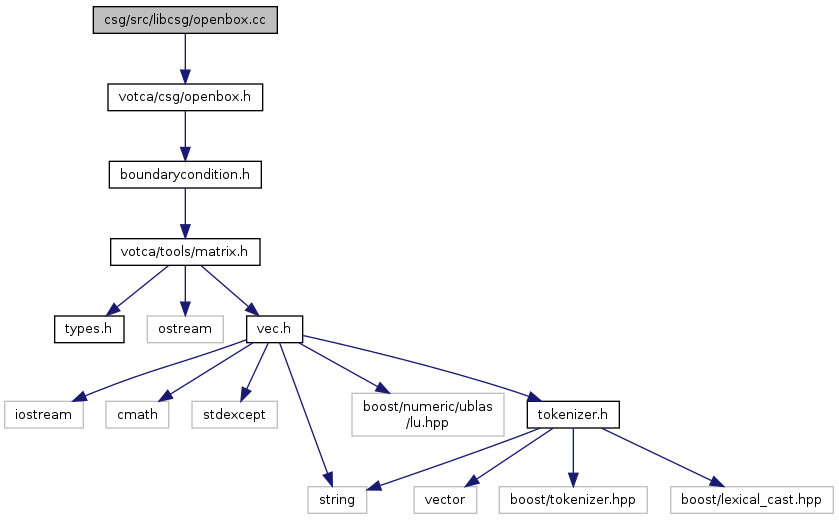 csg/src/libcsg/openbox.cc
votca/csg/openbox.h
boundarycondition.h
votca/tools/matrix.h
types.h
ostream
vec.h
iostream
cmath
stdexcept
boost/numeric/ublas
/lu.hpp
tokenizer.h
string
vector
boost/tokenizer.hpp
boost/lexical_cast.hpp